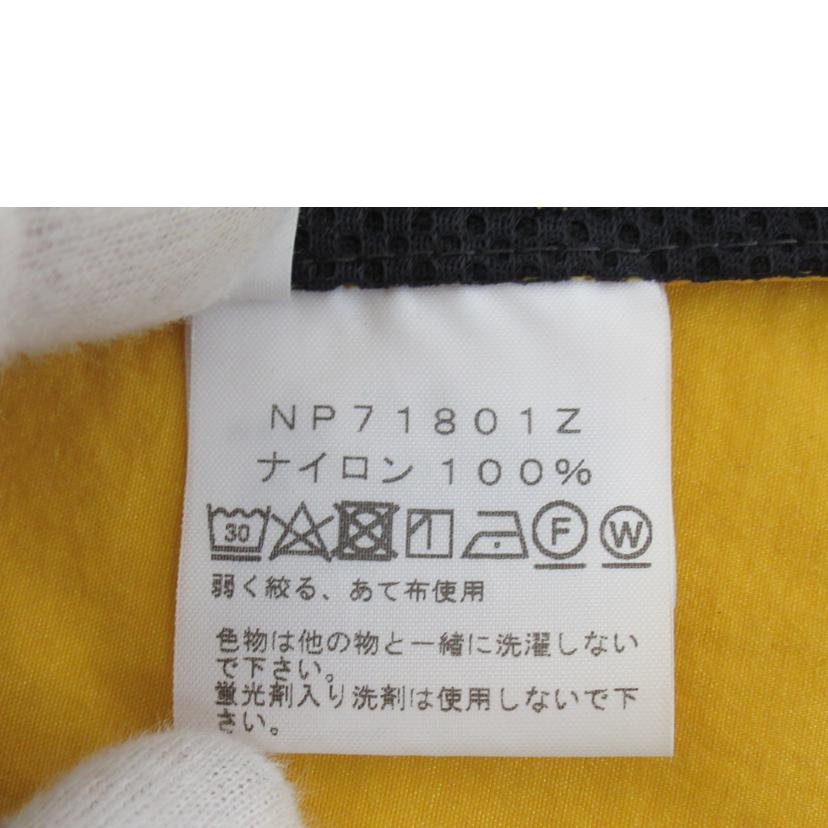 NP71801Z
ナイロン100%
30 F W
弱く絞る、あて布使用
色物は他の物と一緒に洗濯しない
で下さい。
蛍光剤入り洗剤は使用しないで下
さい。